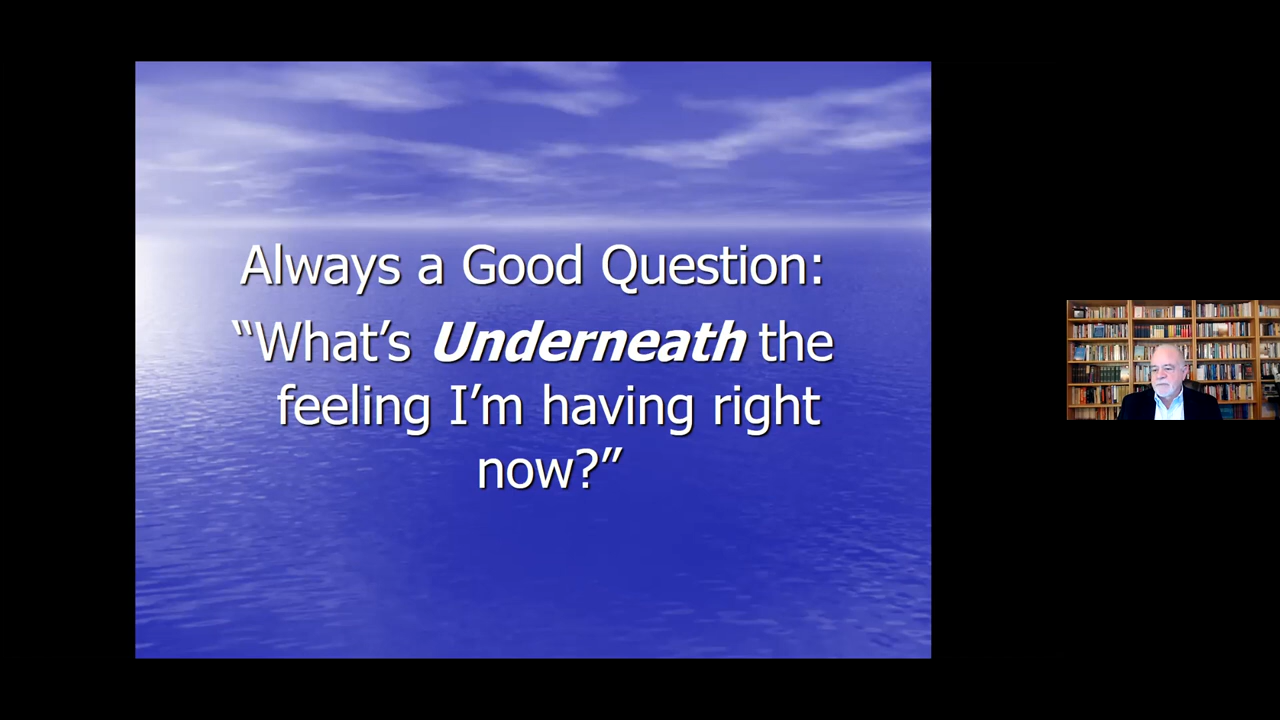 Always a Good Question:
“What’s Underneath the
feeling I’m having right
now?”